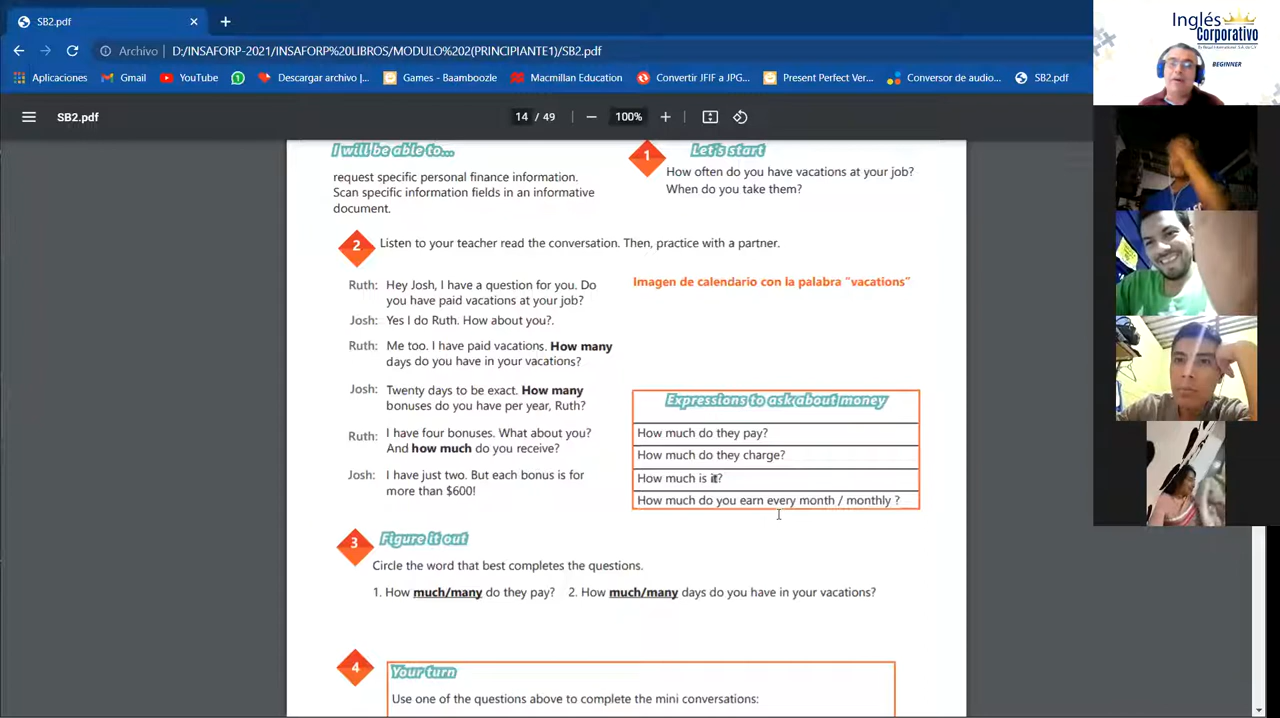 SB2.pdf
Archivo
D:/INSAFORP-2021/INSAFORP%20LIBROS/MODULO%202(PRINCIPIANTE1)/SB2.pdf
Aplicaciones
Gmail
YouTube
Descargar archivo |...
Games - Baamb...
Macmillan Education
Convertir JFIF a JPG...
Present Perfect Ver...
Conversor de audio...
SB2.pdf
SB2.pdf
14 / 49
100%
Inglés
Corporativo
BEGINNER
I will be able to...
request specific personal finance information.
Scan specific information fields in an informative
document.
1
Let's start
How often do you have vacations at your job?
When do you take them?
2
Listen to your teacher read the conversation. Then, practice with a partner.
Ruth: Hey Josh, I have a question for you. Do
you have paid vacations at your job?
Josh: Yes I do Ruth. How about you?.
Ruth: Me too. I have paid vacations. How many
days do you have in your vacations?
Josh: Twenty days to be exact. How many
bonuses do you have per year, Ruth?
Ruth: I have four bonuses. What about you?
And how much do you receive?
Josh: I have just two. But each bonus is for
more than $600!
Imagen de calendario con la palabra "vacations"
Expressions to ask about money
How much do they pay?
How much do they charge?
How much is it?
How much do you earn every month / monthly ?
3
Figure it out
Circle the word that best completes the questions.
1. How much/many do they pay? 2. How much/many days do you have in your vacations?
4
Your turn
Use one of the questions above to complete the mini conversations: